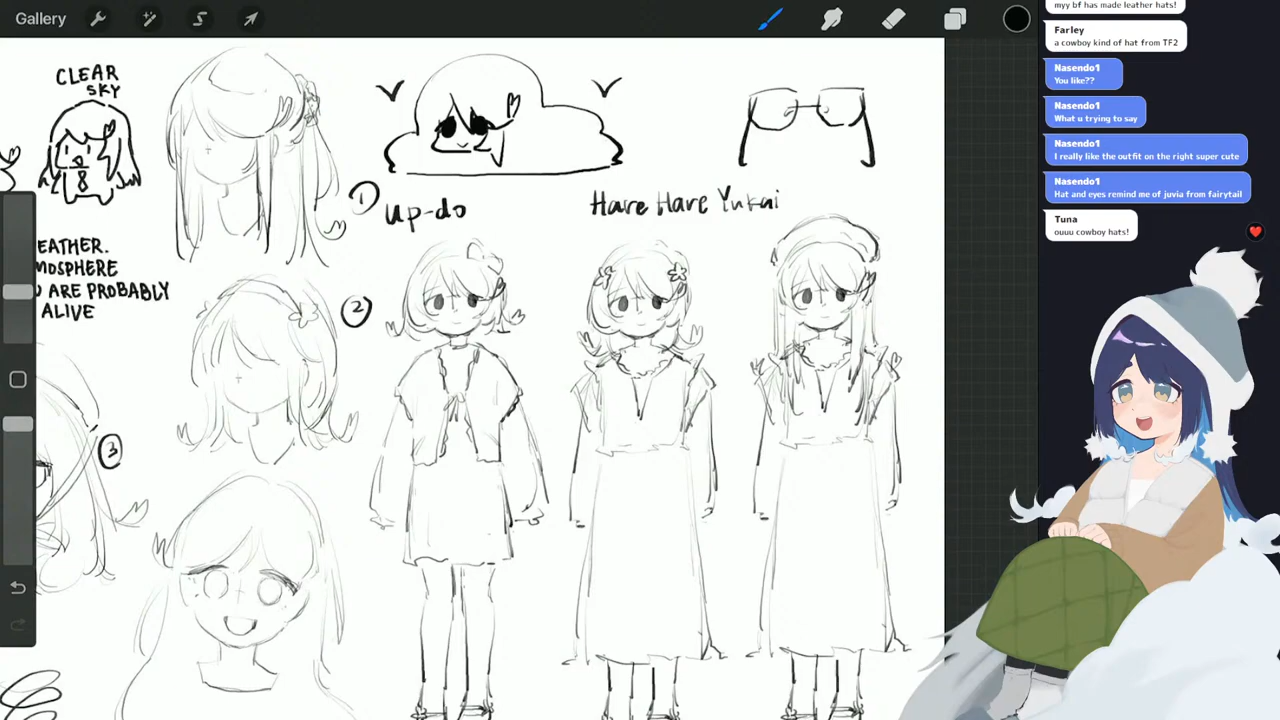 Gallery
CLEAR
SKY
EATHER.
MOSPHERE
U ARE PROBABLY
ALIVE
① up-do
Hare Hare Yukai
②
③
myy bf has made leather hats!
Farley
a cowboy kind of hat from TF2
Nasendo1
You like??
Nasendo1
What u trying to say
Nasendo1
I really like the outfit on the right super cute
Nasendo1
Hat and eyes remind me of juvia from fairytail
Tuna
ouuu cowboy hats!